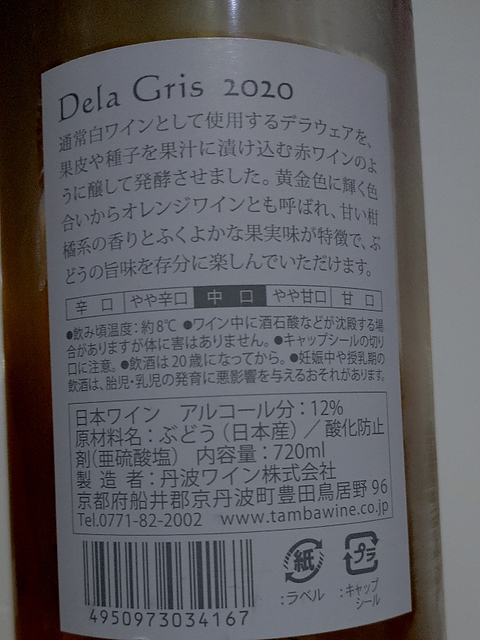 Dela Gris 2020
通常白ワインとして使用するデラウェアを、
果皮や種子を果汁に漬け込む赤ワインのよ
うに醸して発酵させました。黄金色に輝く色
合いからオレンジワインとも呼ばれ、甘い柑
橘系の香りとふくよかな果実味が特徴で、ぶ
どうの旨味を存分に楽しんでいただけます。
辛口 やや辛口 中口 やや甘口 甘口
●飲み頃温度：約8℃ ●ワイン中に酒石酸などが沈殿する場
合がありますが体に害はありません。●キャップシールの切り
口に注意。●飲酒は20歳になってから。●妊娠中や授乳期の
飲酒は、胎児・乳児の発育に悪影響を与えるおそれがあります。
日本ワイン アルコール分：12%
原材料名：ぶどう（日本産）／酸化防止
剤（亜硫酸塩） 内容量：720ml
製造者：丹波ワイン株式会社
京都府船井郡京丹波町豊田鳥居野96
Tel.0771-82-2002 www.tambawine.co.jp
4950973034167
紙
：ラベル
プラ
：キャップ
シール